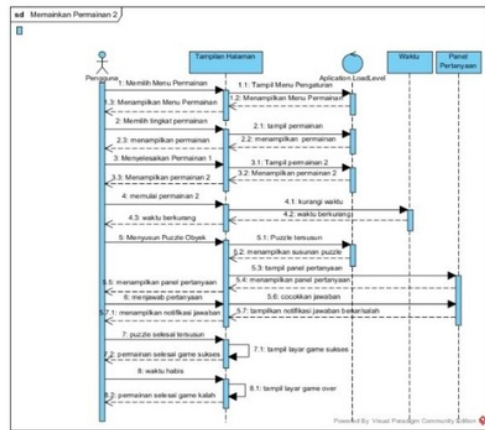 sd Memainkan Permainan 2
Pengguna
Tampilan Halaman
Aplication LoadLevel
Waktu
Panel Pertanyaan
1: Memilih Menu Permainan
1.1: Tampil Menu Pengaturan
1.2: Menampilkan Menu Permainan
1.3: Menampilkan Menu Permainan
2: Memilih tingkat permainan
2.1: tampil permainan
2.2: menampilkan permainan
2.3: menampilkan permainan
3: Menyelesaikan Permainan 1
3.1: Tampil permainan 2
3.2: Menampilkan permainan 2
3.3: Menampilkan permainan 2
4: memulai permainan 2
4.1: kurangi waktu
4.2: waktu berkurang
4.3: waktu berkurang
5: Menyusun Puzzle Obyek
5.1: Puzzle tersusun
5.2: menampilkan susunan puzzle
5.3: tampil panel pertanyaan
5.4: menampilkan panel pertanyaan
5.5: menampilkan panel pertanyaan
6: menjawab pertanyaan
5.6: cocokkan jawaban
5.7: tampilkan notifikasi jawaban benar/salah
5.7.1: menampilkan notifikasi jawaban
7: puzzle selesai tersusun
7.1: tampil layar game sukses
7.2: permainan selesai game sukses
8: waktu habis
8.1: tampil layar game over
8.2: permainan selesai game kalah
Powered By Visual Paradigm Community Edition